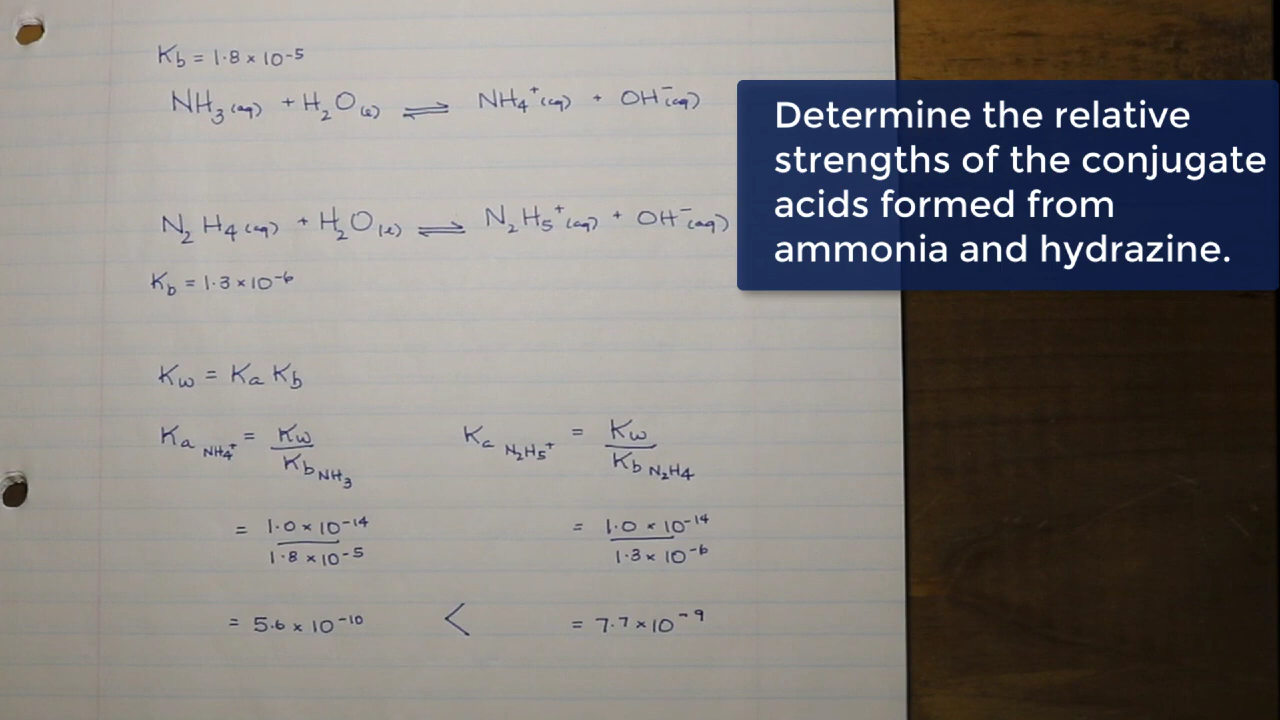 Kb = 1.8 × 10⁻⁵
NH₃(aq) + H₂O(ℓ) ⇌ NH₄⁺(aq) + OH⁻(aq)
Determine the relative
strengths of the conjugate
acids formed from
ammonia and hydrazine.
N₂H₄(aq) + H₂O(ℓ) ⇌ N₂H₅⁺(aq) + OH⁻(aq)
Kb = 1.3 × 10⁻⁶
Kw = Ka Kb
Ka NH₄⁺ = Kw / Kb NH₃
= 1.0 × 10⁻¹⁴ / 1.8 × 10⁻⁵
= 5.6 × 10⁻¹⁰
<
Ka N₂H₅⁺ = Kw / Kb N₂H₄
= 1.0 × 10⁻¹⁴ / 1.3 × 10⁻⁶
= 7.7 × 10⁻⁹